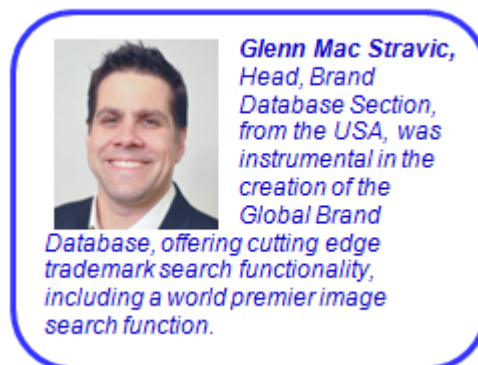 Glenn Mac Stravic,
Head, Brand
Database Section,
from the USA, was
instrumental in the
creation of the
Global Brand
Database, offering cutting edge
trademark search functionality,
including a world premier image
search function.